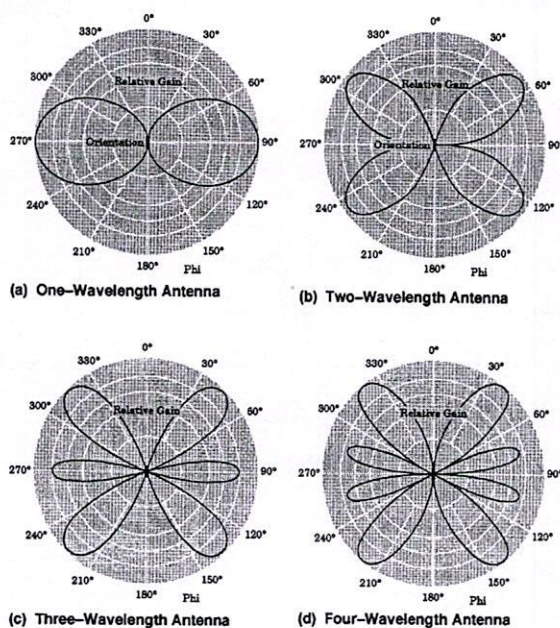 0°
330° 30°
300° 60°
Relative Gain
270° Orientation 90°
240° 120°
210° 150°
180° Phi
(a) One–Wavelength Antenna
0°
330° 30°
300° 60°
Relative Gain
270° Orientation 90°
240° 120°
210° 150°
180° Phi
(b) Two–Wavelength Antenna
0°
330° 30°
300° 60°
Relative Gain
270° 90°
240° 120°
210° 150°
180° Phi
(c) Three–Wavelength Antenna
0°
330° 30°
300° 60°
Relative Gain
270° 90°
240° 120°
210° 150°
180° Phi
(d) Four–Wavelength Antenna